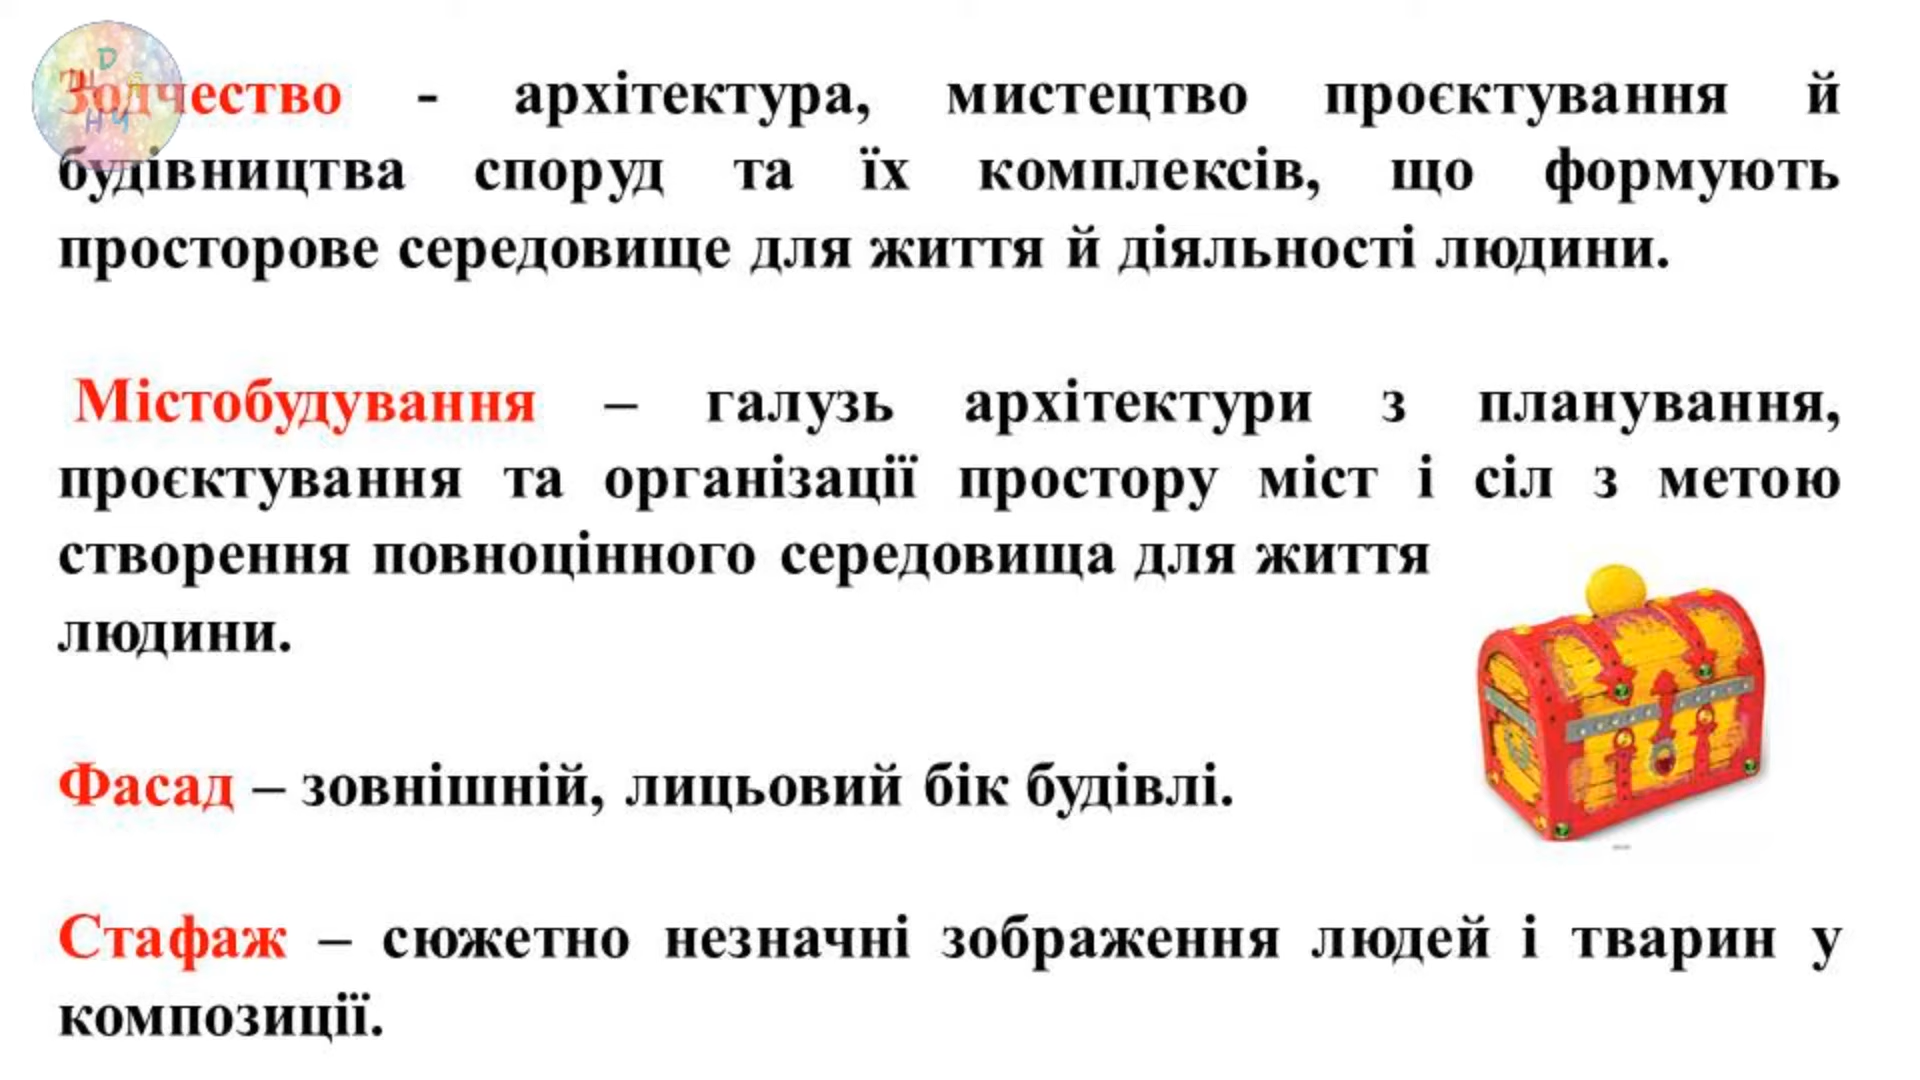 Зодчество - архітектура, мистецтво проєктування й
будівництва споруд та їх комплексів, що формують
просторове середовище для життя й діяльності людини.
Містобудування – галузь архітектури з планування,
проєктування та організації простору міст і сіл з метою
створення повноцінного середовища для життя
людини.
Фасад – зовнішній, лицьовий бік будівлі.
Стафаж – сюжетно незначні зображення людей і тварин у
композиції.